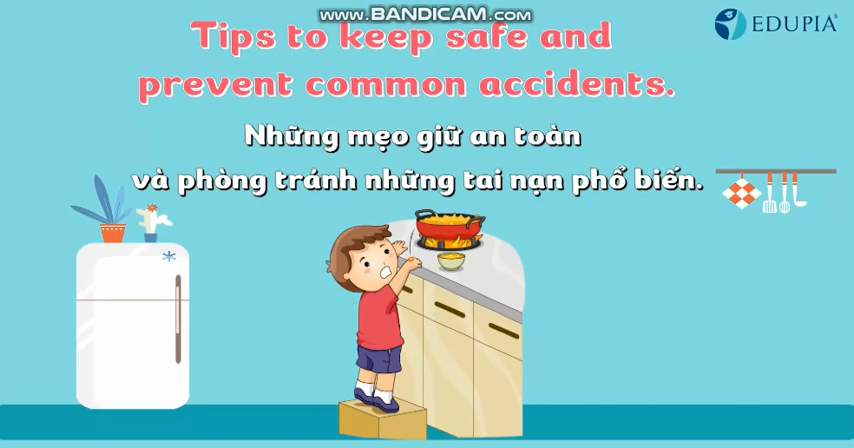 www.BANDICAM.com
EDUPIA
Tips to keep safe and
prevent common accidents.
Những mẹo giữ an toàn
và phòng tránh những tai nạn phổ biến.